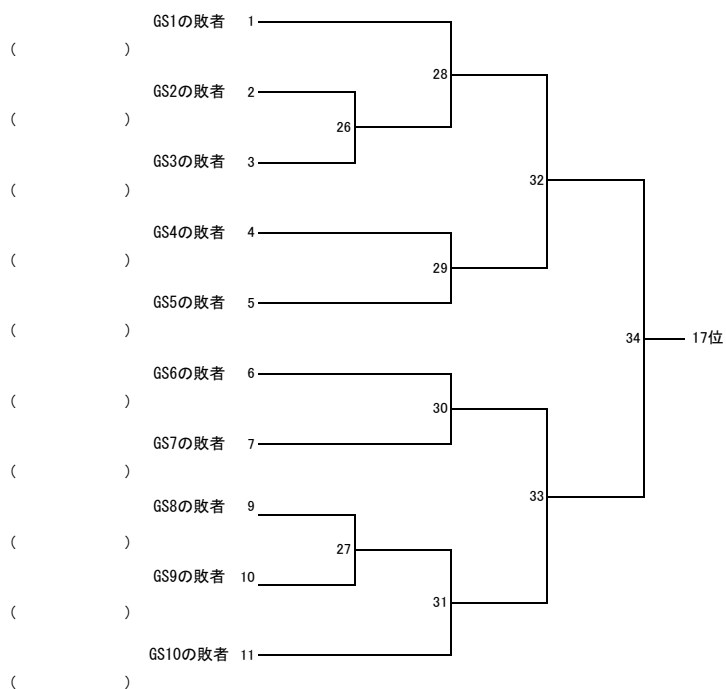 GS1の敗者 1
( )
28
GS2の敗者 2
( )
26
GS3の敗者 3
32
( )
GS4の敗者 4
( )
29
GS5の敗者 5
( )
34 17位
GS6の敗者 6
( )
30
GS7の敗者 7
( )
33
GS8の敗者 9
( )
27
GS9の敗者 10
31
( )
GS10の敗者 11
( )